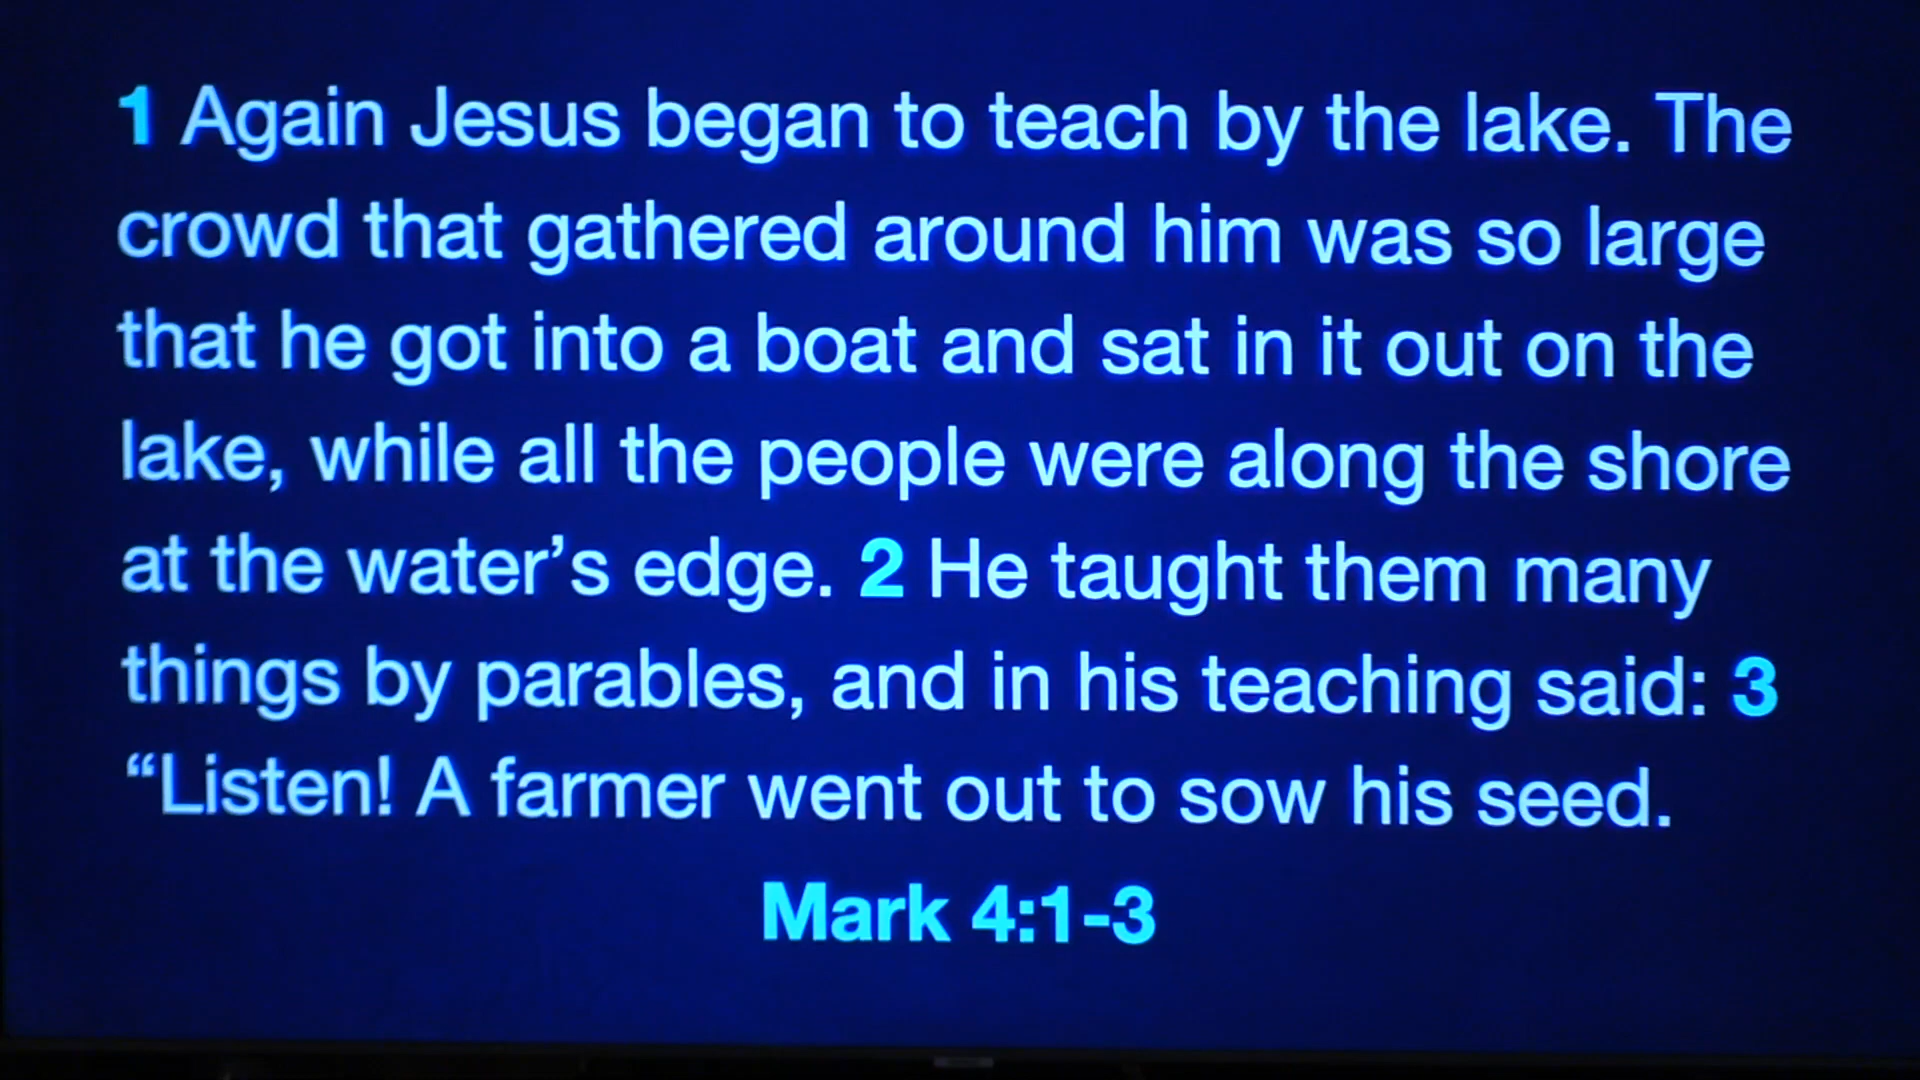 1 Again Jesus began to teach by the lake. The
crowd that gathered around him was so large
that he got into a boat and sat in it out on the
lake, while all the people were along the shore
at the water’s edge. 2 He taught them many
things by parables, and in his teaching said: 3
“Listen! A farmer went out to sow his seed.
Mark 4:1-3